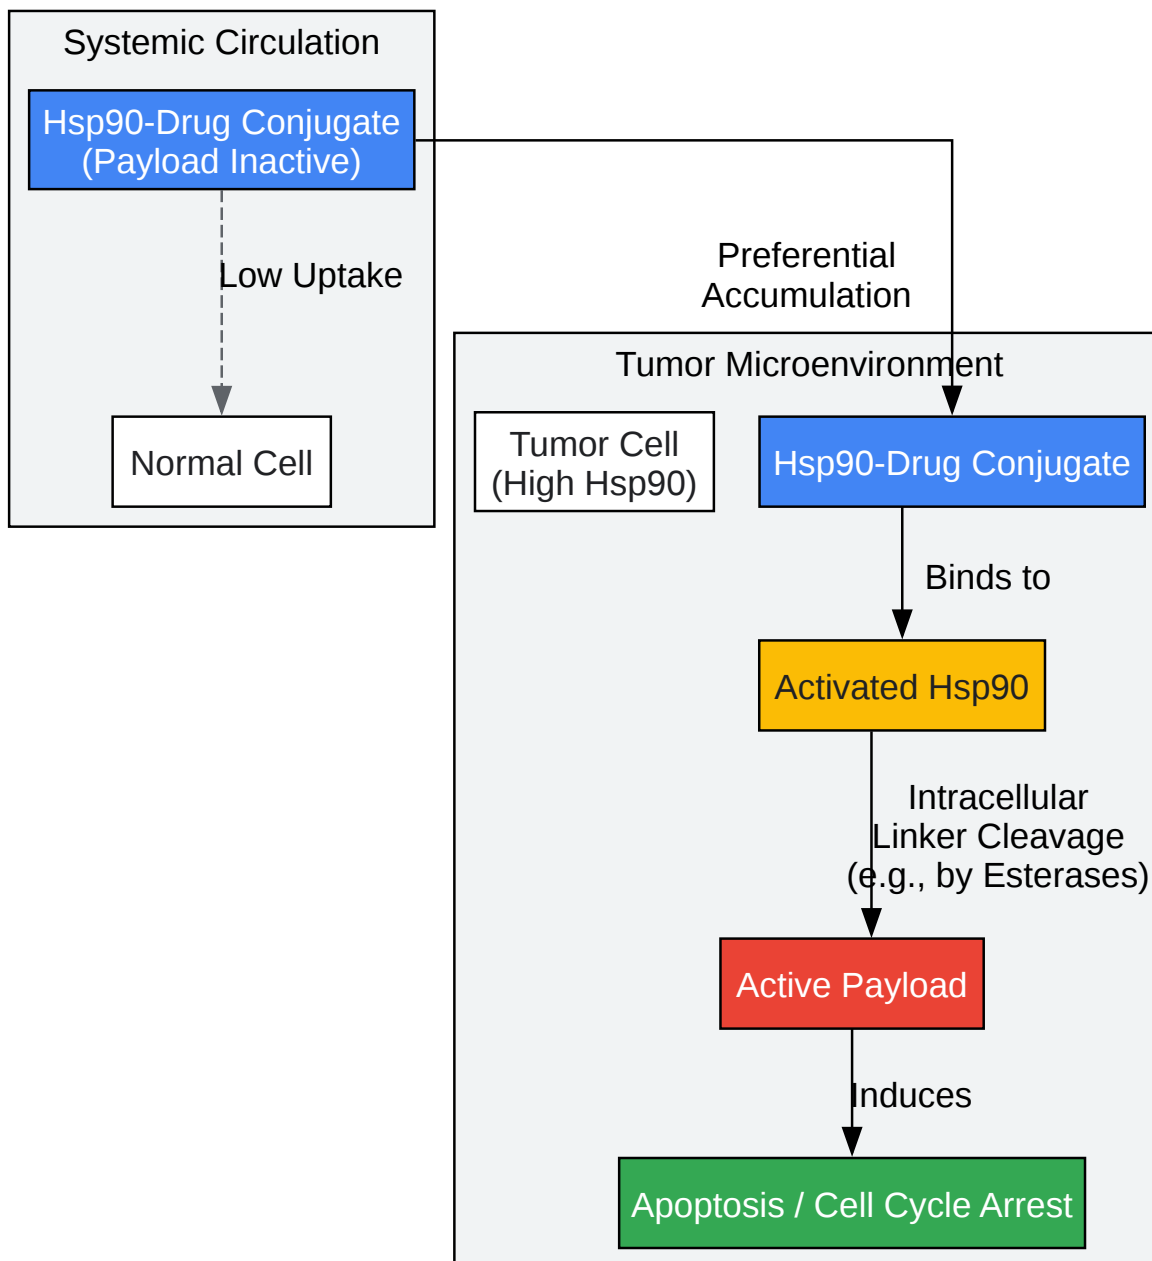 Systemic Circulation
Hsp90-Drug Conjugate
(Payload Inactive)
Low Uptake
Normal Cell
Preferential
Accumulation
Tumor Microenvironment
Tumor Cell
(High Hsp90)
Hsp90-Drug Conjugate
Binds to
Activated Hsp90
Intracellular
Linker Cleavage
(e.g., by Esterases)
Active Payload
Induces
Apoptosis / Cell Cycle Arrest